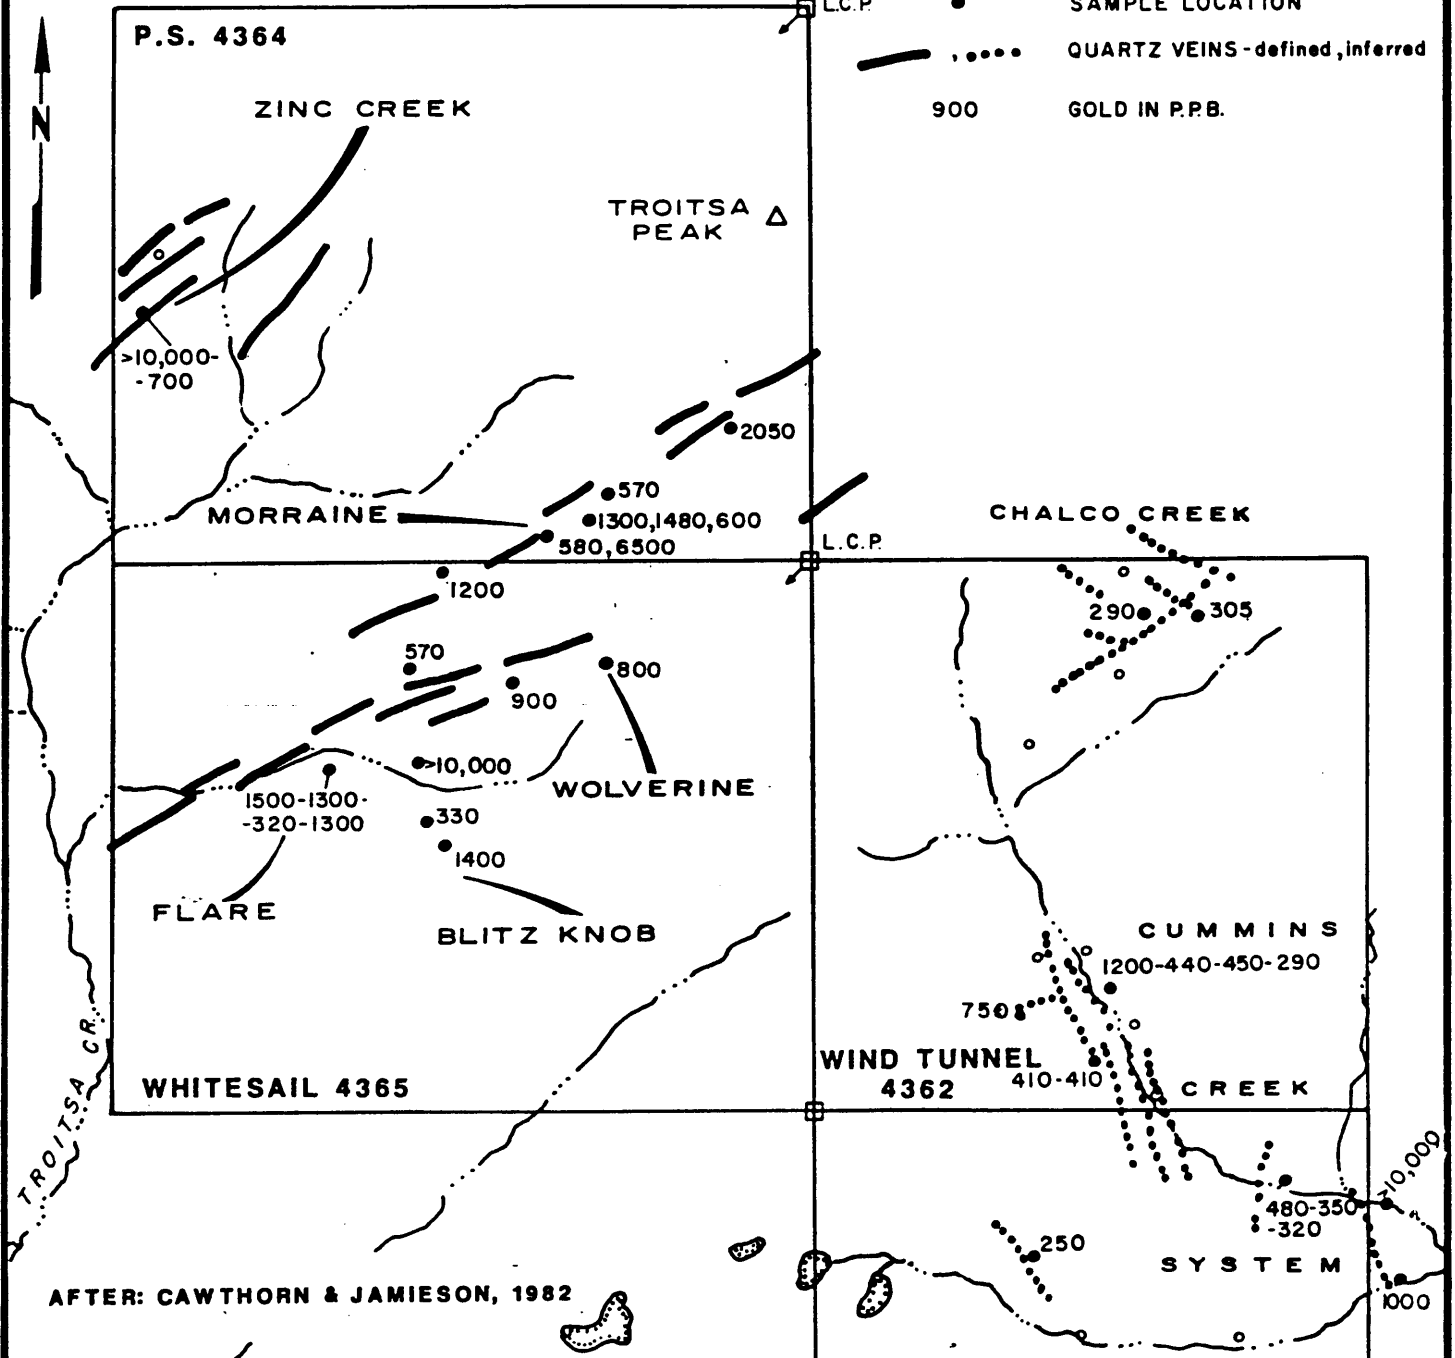 L.C.P.
SAMPLE LOCATION
P.S. 4364
QUARTZ VEINS-defined, inferred
ZINC CREEK
900 GOLD IN P.P.B.
N
TROITSA
PEAK
>10,000-
-700
2050
570
MORRAINE
1300,1480,600
CHALCO CREEK
580,6500
L.C.P.
1200
290
305
570
800
900
>10,000
WOLVERINE
1500-1300-
-320-1300
330
1400
FLARE
BLITZ KNOB
CUMMINS
1200-440-450-290
750
WIND TUNNEL
4362
410-410
CREEK
WHITESAIL 4365
TROITSA CR.
>10,000
480-350
-320
250
SYSTEM
AFTER: CAWTHORN & JAMIESON, 1982
1000